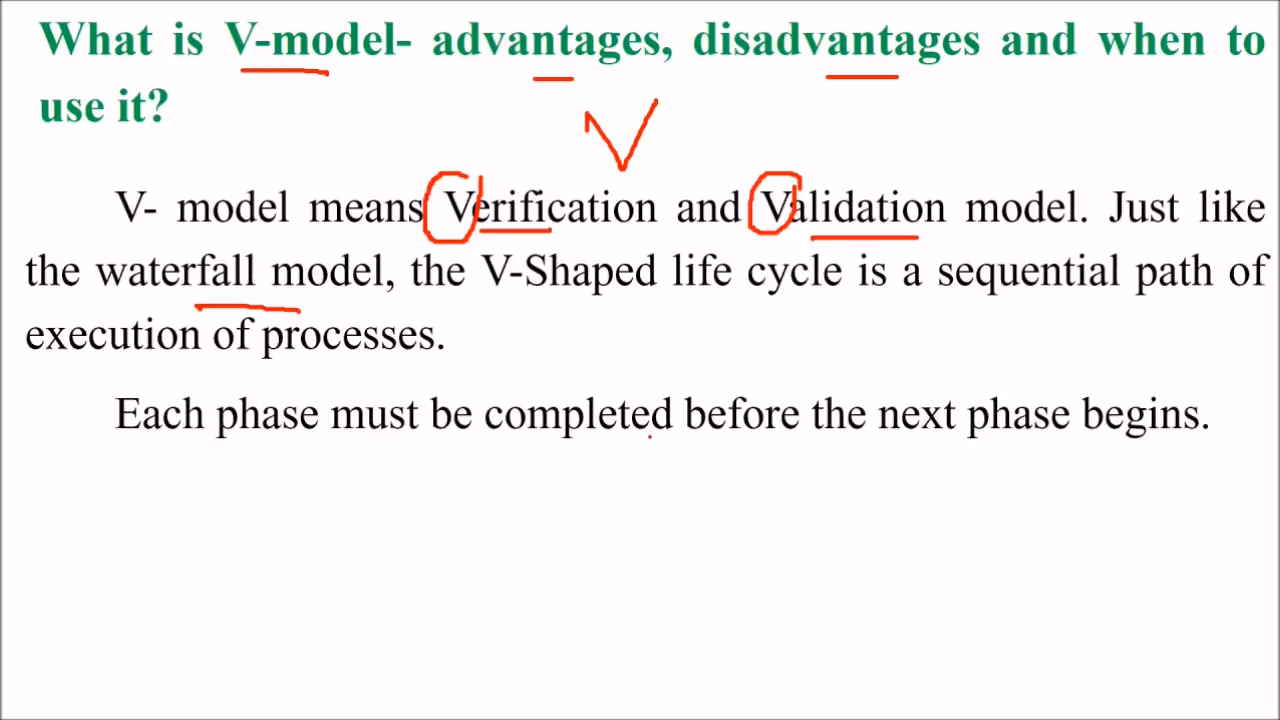 What is V-model- advantages, disadvantages and when to
use it?
V
V- model means Verification and Validation model. Just like
the waterfall model, the V-Shaped life cycle is a sequential path of
execution of processes.
Each phase must be completed before the next phase begins.